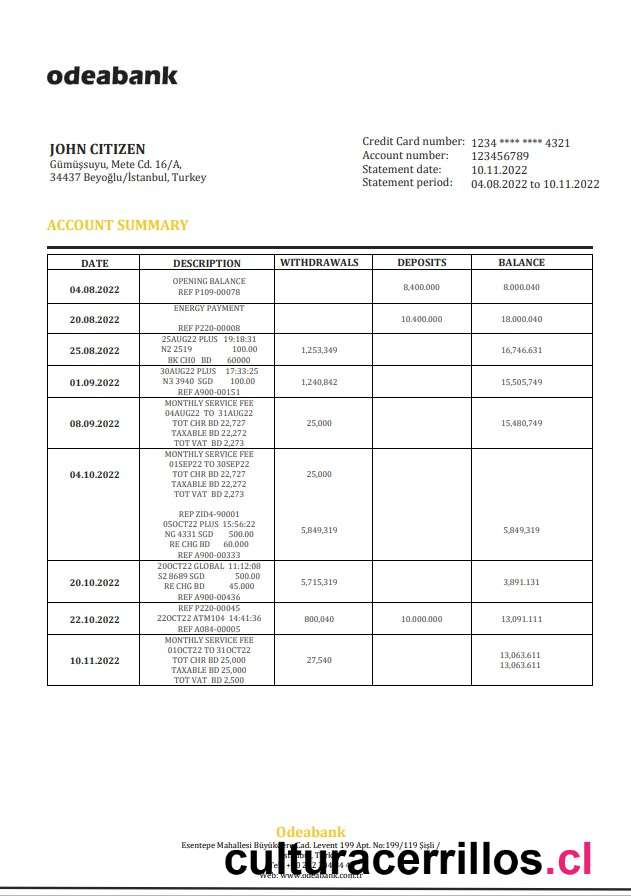 odeabank
JOHN CITIZEN
Gümüşsuyu, Mete Cd. 16/A,
34437 Beyoğlu/İstanbul, Turkey
Credit Card number: 1234 **** **** 4321
Account number: 123456789
Statement date: 10.11.2022
Statement period: 04.08.2022 to 10.11.2022
ACCOUNT SUMMARY
DATE DESCRIPTION WITHDRAWALS DEPOSITS BALANCE
OPENING BALANCE
04.08.2022 REF P109-00078 8,400.000 8.000.040
ENERGY PAYMENT
20.08.2022 10.400.000 18.000.040
REF P220-00008
25AUG22 PLUS 19:18:31
25.08.2022 N2 2519 100.00 1,253,349 16,746.631
BK CH0 BD 60000
30AUG22 PLUS 17:33:25
01.09.2022 N3 3940 SGD 100.00 1,240,842 15,505,749
REF A900-00151
MONTHLY SERVICE FEE
04AUG22 TO 31AUG22
08.09.2022 TOT CHR BD 22,727 25,000 15,480,749
TAXABLE BD 22,272
TOT VAT BD 2,273
MONTHLY SERVICE FEE
01SEP22 TO 30SEP22
04.10.2022 TOT CHR BD 22,727 25,000
TAXABLE BD 22,272
TOT VAT BD 2,273
REP ZID4-90001
05OCT22 PLUS 15:56:22
NG 4331 SGD 500.00 5,849,319 5,849,319
RE CHG BD 60.000
REF A900-00333
20OCT22 GLOBAL 11:12:08
20.10.2022 S2 8689 SGD 500.00 5,715,319 3,891.131
RE CHG BD 45.000
REF A900-00436
REF P220-00045
22.10.2022 22OCT22 ATM104 14:41:36 800,040 10.000.000 13,091.111
REF A084-00005
MONTHLY SERVICE FEE
01OCT22 TO 31OCT22
10.11.2022 TOT CHR BD 25,000 27,540 13,063.611
TAXABLE BD 25,000 13,063.611
TOT VAT BD 2,500
Odeabank
Esentepe Mahallesi Büyükdere Cad. Levent 199 Apt. No:199/119 Şişli /
culturacerrillos.cl
Web: www.odeabank.com.tr